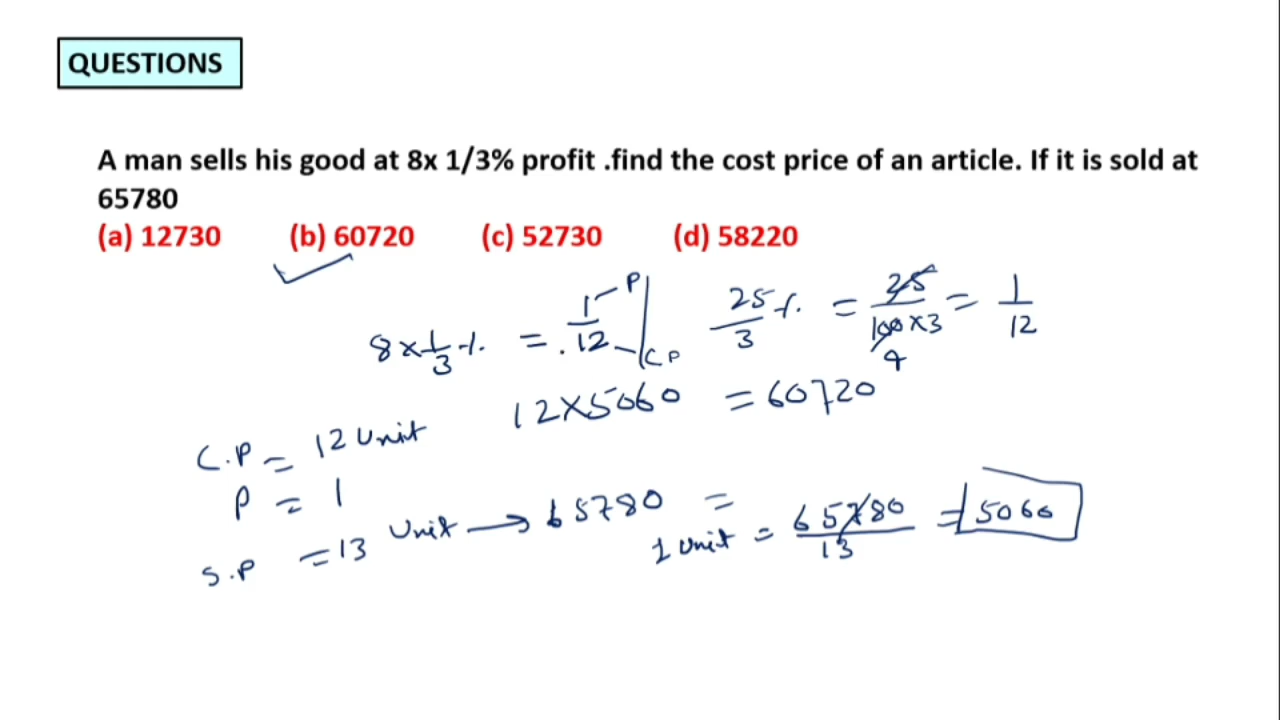 QUESTIONS
A man sells his good at 8x 1/3% profit .find the cost price of an article. If it is sold at
65780
(a) 12730 (b) 60720 (c) 52730 (d) 58220
8 x 1/3 % = 1/12 P C P 25/3 % = 25/100x3 = 1/12
4
12x5060 = 60720
C.P = 12 Unit
P = 1
S.P = 13 Unit → 65780 =
1 Unit = 65780/13 = 5060